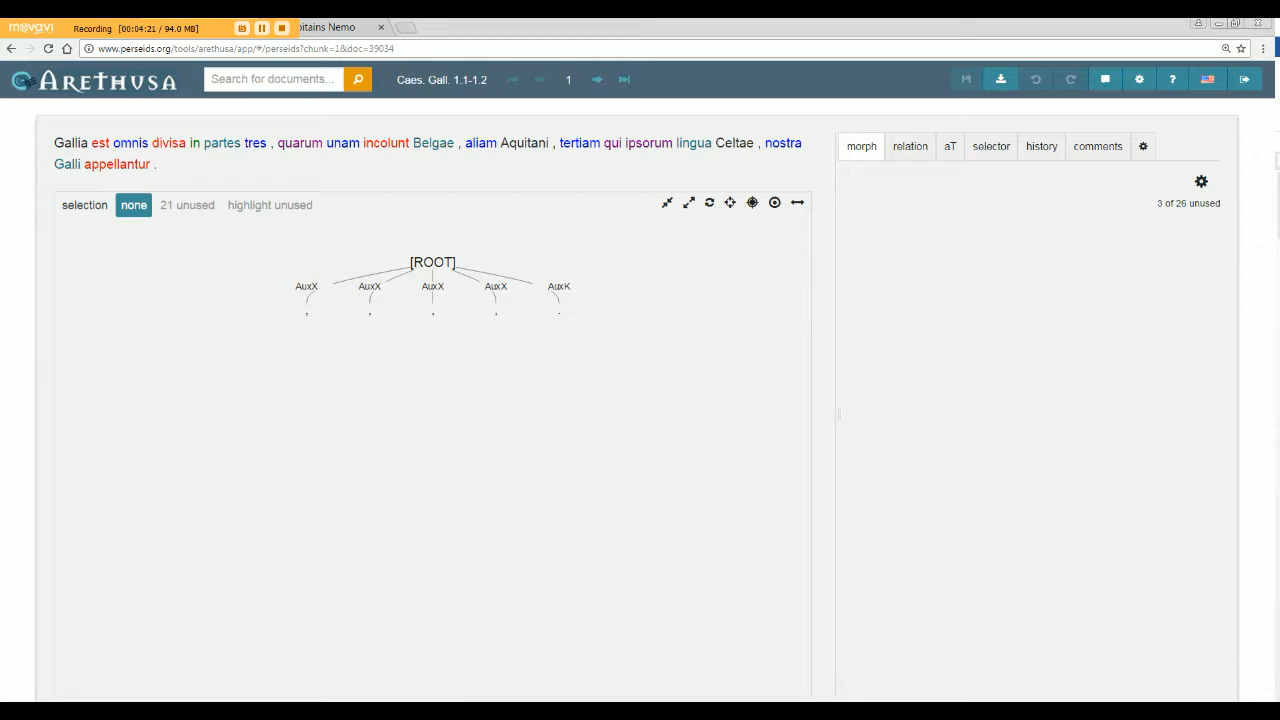 movavi Recording [00:04:21 / 94.0 MB] pitains Nemo
www.perseids.org/tools/arethusa/app/#/perseids?chunk=1&doc=39034
ARETHUSA Search for documents... Caes. Gall. 1.1-1.2 1
Gallia est omnis divisa in partes tres , quarum unam incolunt Belgae , aliam Aquitani , tertiam qui ipsorum lingua Celtae , nostra
Galli appellantur .
morph relation aT selector history comments
selection none 21 unused highlight unused
3 of 26 unused
[ROOT]
AuxX AuxX AuxX AuxX AuxK
, , , , .